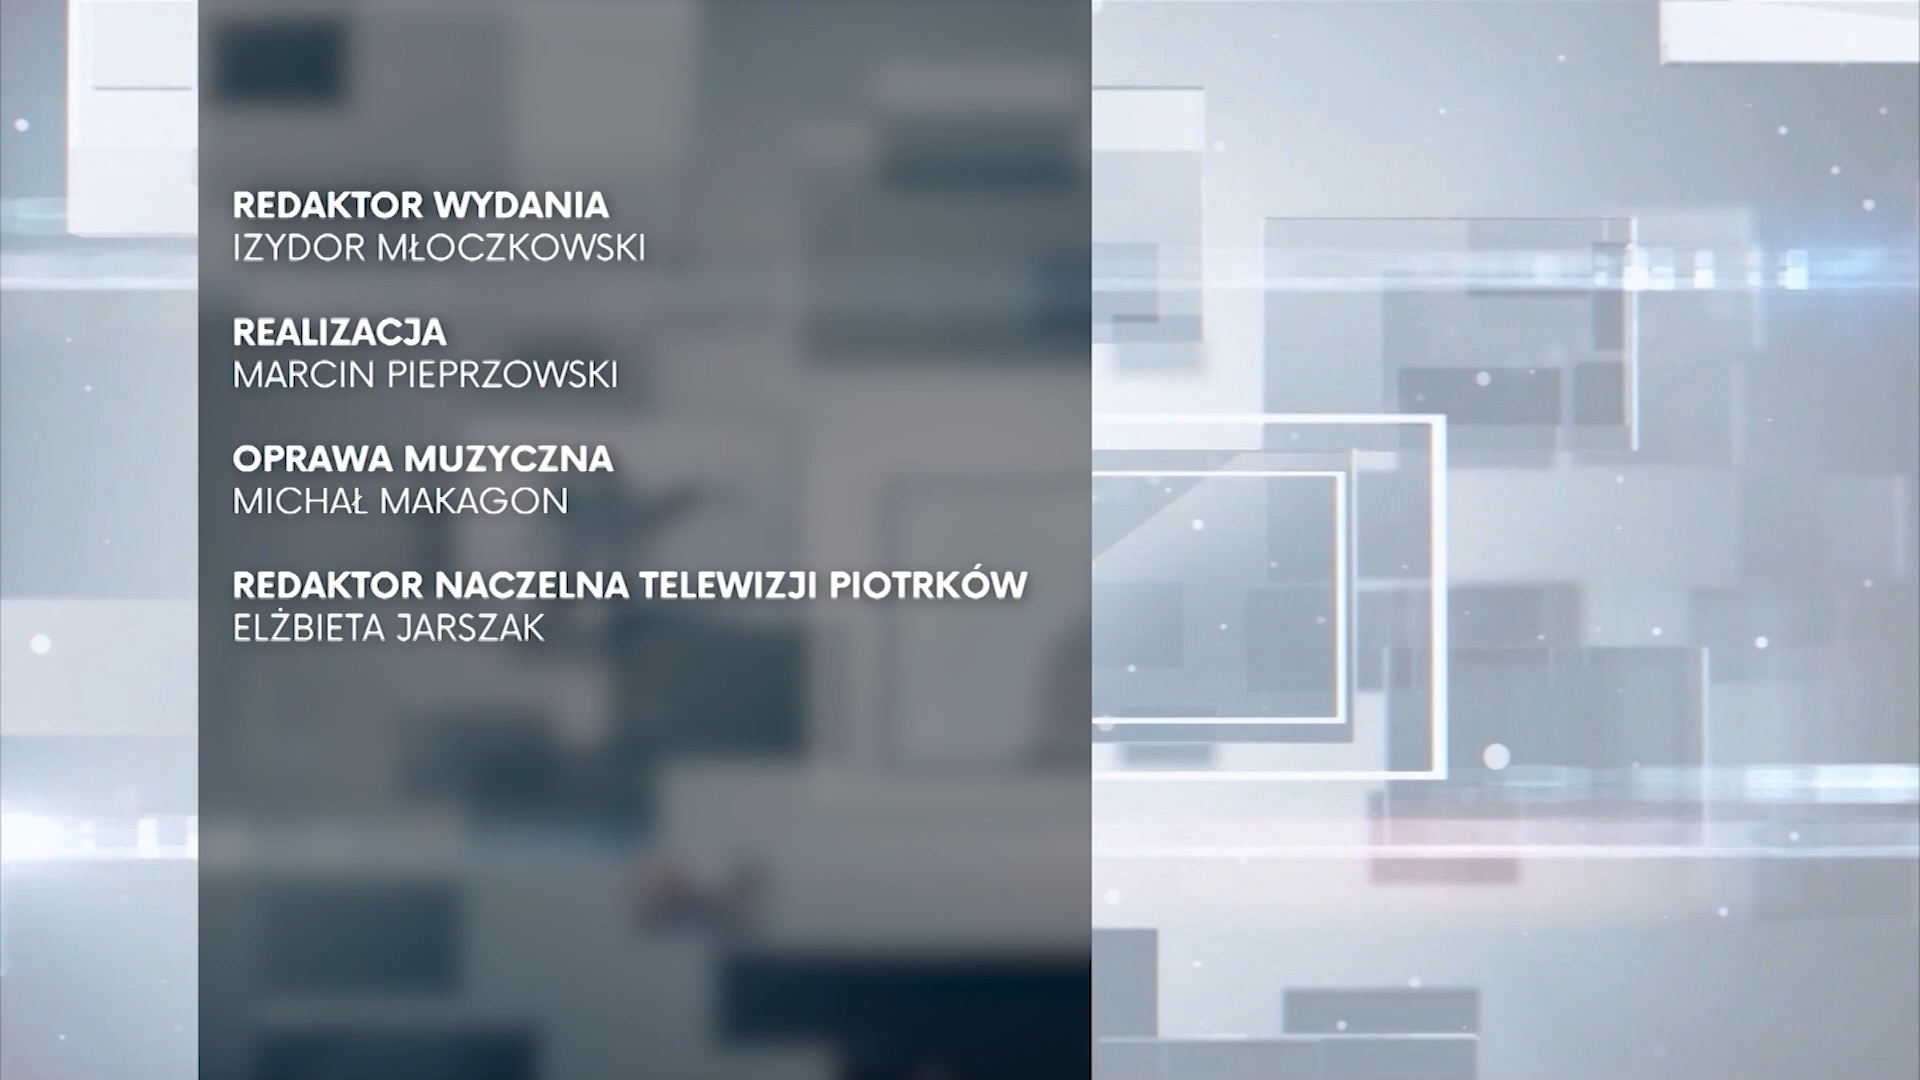 REDAKTOR WYDANIA
IZYDOR MŁOCZKOWSKI
REALIZACJA
MARCIN PIEPRZOWSKI
OPRAWA MUZYCZNA
MICHAŁ MAKAGON
REDAKTOR NACZELNA TELEWIZJI PIOTRKÓW
ELŻBIETA JARSZAK